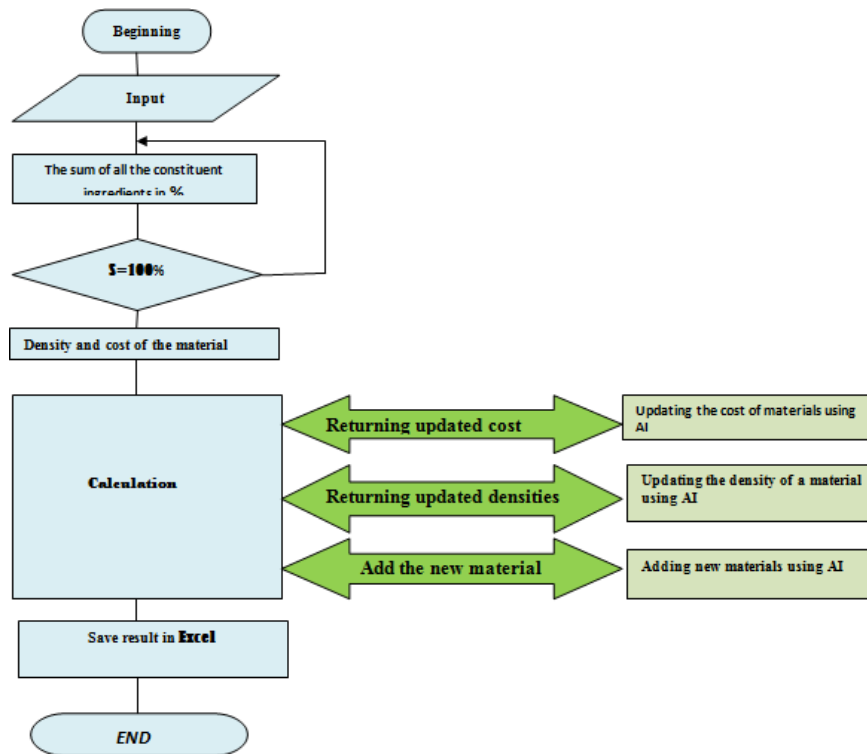 Beginning
Input
The sum of all the constituent
ingredients in %
S=100%
Density and cost of the material
Calculation
Returning updated cost
Updating the cost of materials using
AI
Returning updated densities
Updating the density of a material
using AI
Add the new material
Adding new materials using AI
Save result in Excel
END